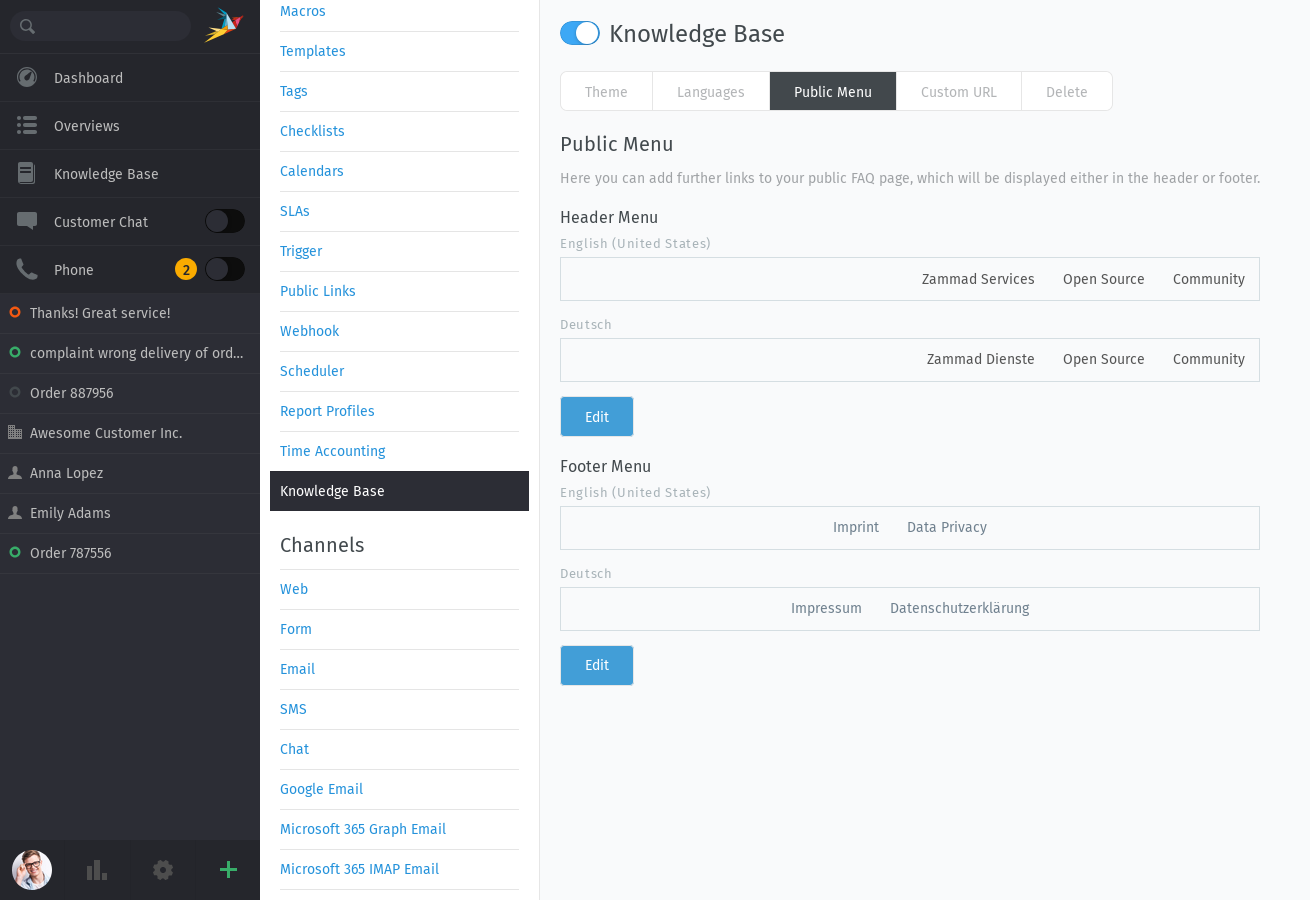 Dashboard
Overviews
Knowledge Base
Customer Chat
Phone 2
Thanks! Great service!
complaint wrong delivery of ord...
Order 887956
Awesome Customer Inc.
Anna Lopez
Emily Adams
Order 787556
Macros
Templates
Tags
Checklists
Calendars
SLAs
Trigger
Public Links
Webhook
Scheduler
Report Profiles
Time Accounting
Knowledge Base
Channels
Web
Form
Email
SMS
Chat
Google Email
Microsoft 365 Graph Email
Microsoft 365 IMAP Email
Knowledge Base
Theme Languages Public Menu Custom URL Delete
Public Menu
Here you can add further links to your public FAQ page, which will be displayed either in the header or footer.
Header Menu
English (United States)
Zammad Services Open Source Community
Deutsch
Zammad Dienste Open Source Community
Edit
Footer Menu
English (United States)
Imprint Data Privacy
Deutsch
Impressum Datenschutzerklärung
Edit